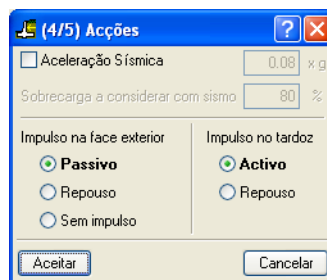 (4/5) Acções
Aceleração Sísmica 0.08 x g
Sobrecarga a considerar com sismo 80 %
Impulso na face exterior
Passivo
Repouso
Sem impulso
Impulso no tardoz
Activo
Repouso
Aceitar Cancelar